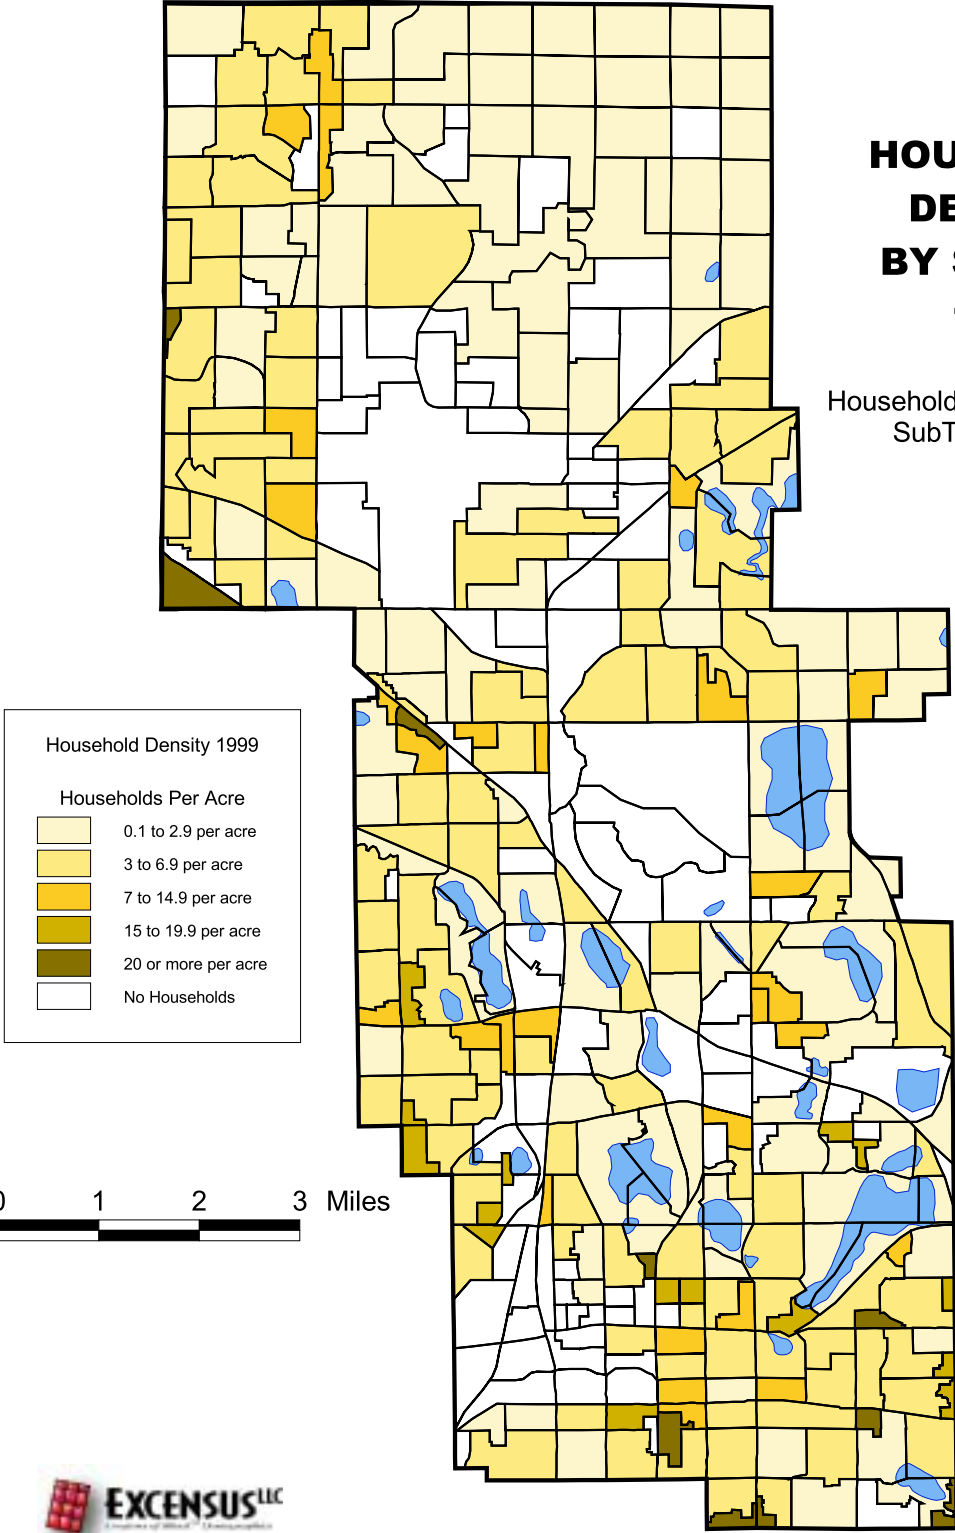 HOU
DE
BY S
Household
SubT
Household Density 1999
Households Per Acre
0.1 to 2.9 per acre
3 to 6.9 per acre
7 to 14.9 per acre
15 to 19.9 per acre
20 or more per acre
No Households
0 1 2 3 Miles
EXCENSUS LLC